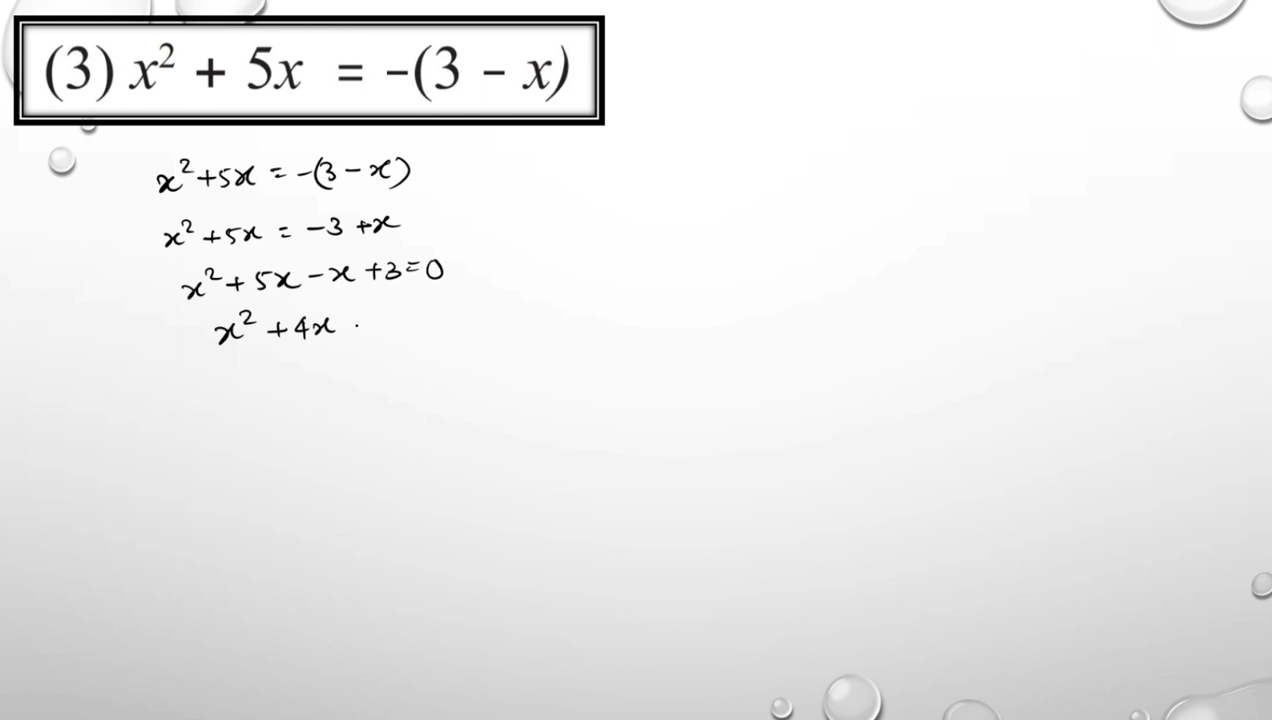 (3) x² + 5x = -(3 - x)
x²+5x = -(3-x)
x²+5x = -3+x
x²+5x-x+3=0
x²+4x